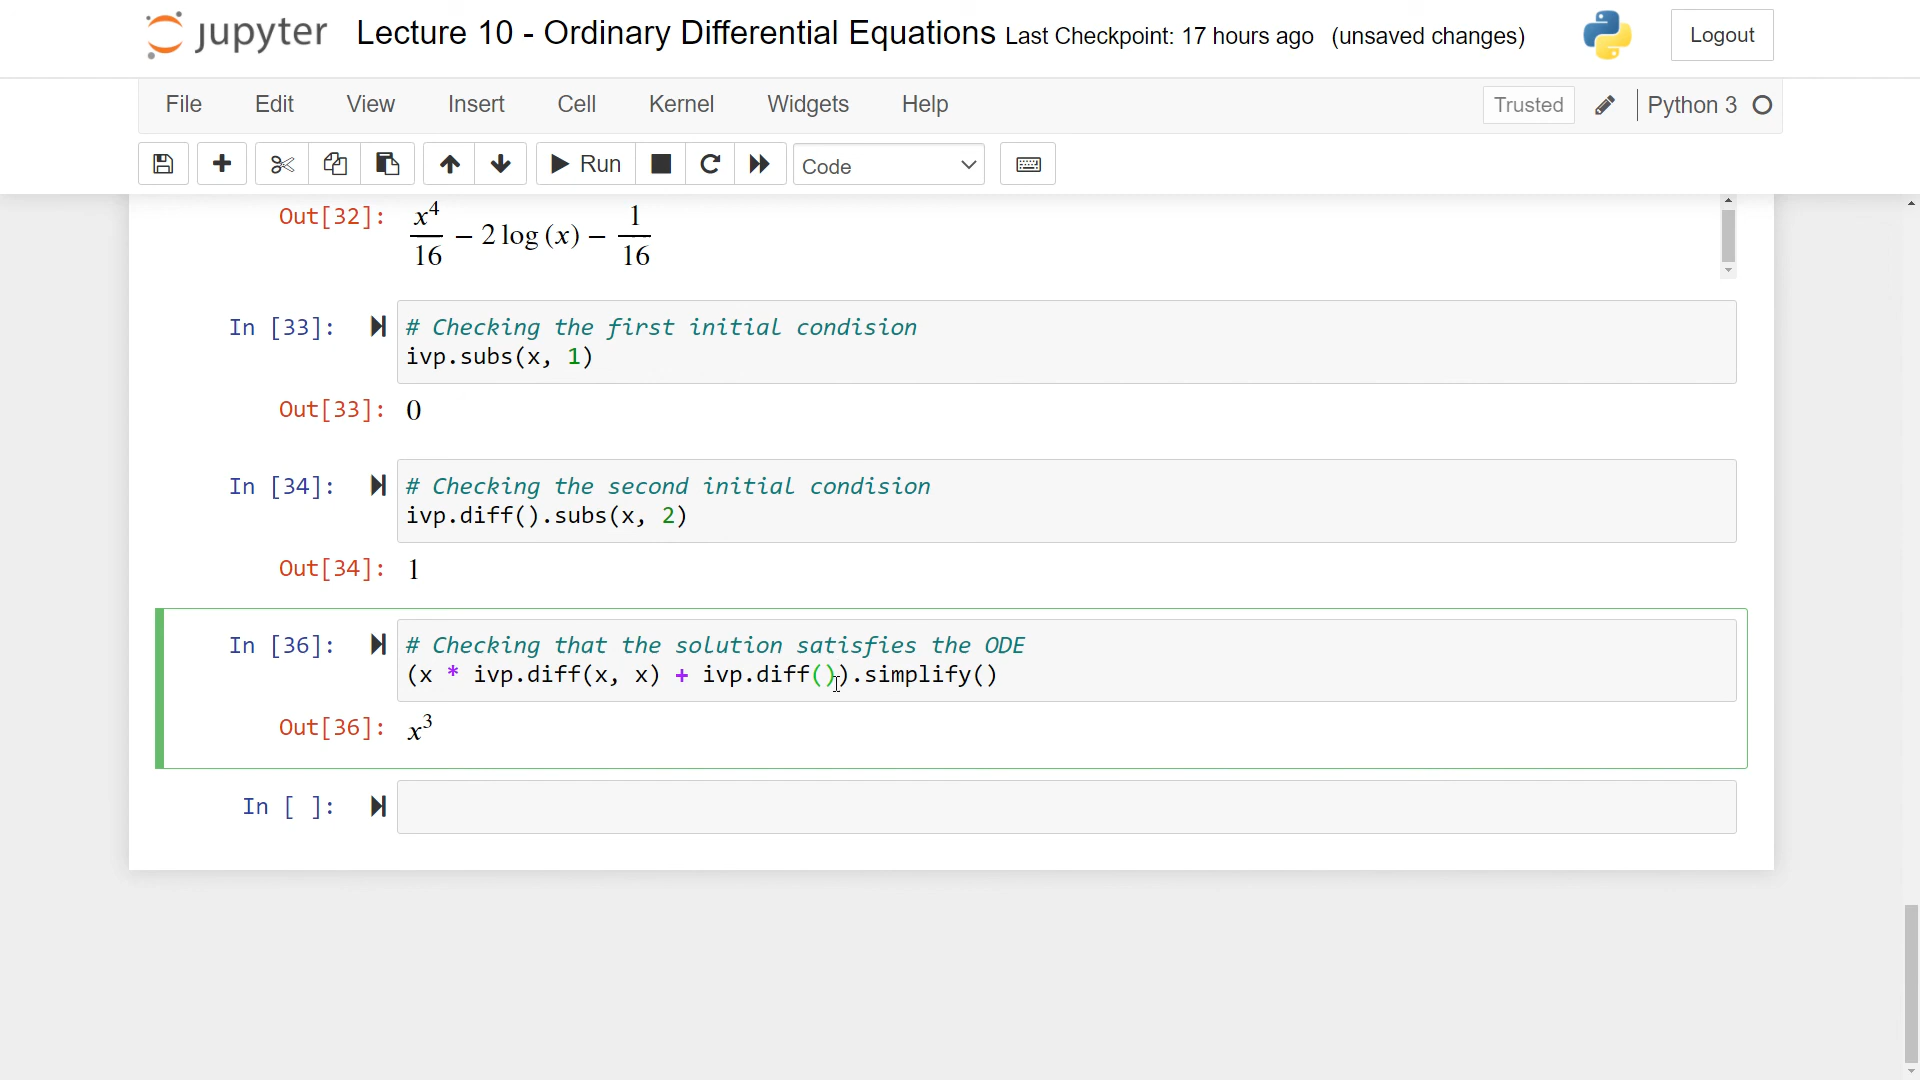 jupyter Lecture 10 - Ordinary Differential Equations Last Checkpoint: 17 hours ago (unsaved changes) Logout
File Edit View Insert Cell Kernel Widgets Help Trusted Python 3
Run Code
Out[32]: x^4/16 − 2 log (x) − 1/16
In [33]: # Checking the first initial condision
ivp.subs(x, 1)
Out[33]: 0
In [34]: # Checking the second initial condision
ivp.diff().subs(x, 2)
Out[34]: 1
In [36]: # Checking that the solution satisfies the ODE
(x * ivp.diff(x, x) + ivp.diff()).simplify()
Out[36]: x^3
In [ ]: